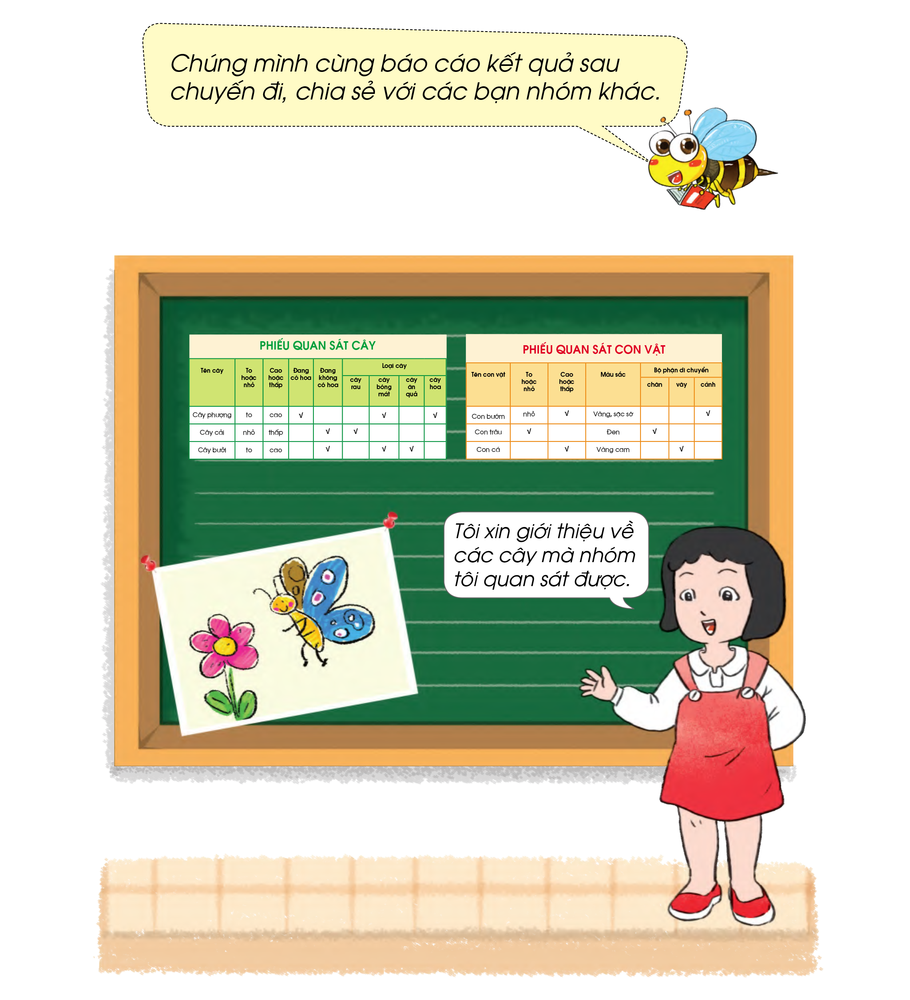 Chúng mình cùng báo cáo kết quả sau
chuyến đi, chia sẻ với các bạn nhóm khác.
PHIẾU QUAN SÁT CÂY
Tên cây To hoặc nhỏ Cao hoặc thấp Đang có hoa Đang không có hoa Loại cây
cây rau cây bóng mát cây ăn quả cây hoa
Cây phượng to cao √ √ √
Cây cải nhỏ thấp √ √
Cây bưởi to cao √ √ √
PHIẾU QUAN SÁT CON VẬT
Tên con vật To hoặc nhỏ Cao hoặc thấp Màu sắc Bộ phận di chuyển
chân vây cánh
Con bướm nhỏ √ Vàng, sặc sỡ √
Con trâu √ Đen √
Con cá √ Vàng cam √
Tôi xin giới thiệu về
các cây mà nhóm
tôi quan sát được.